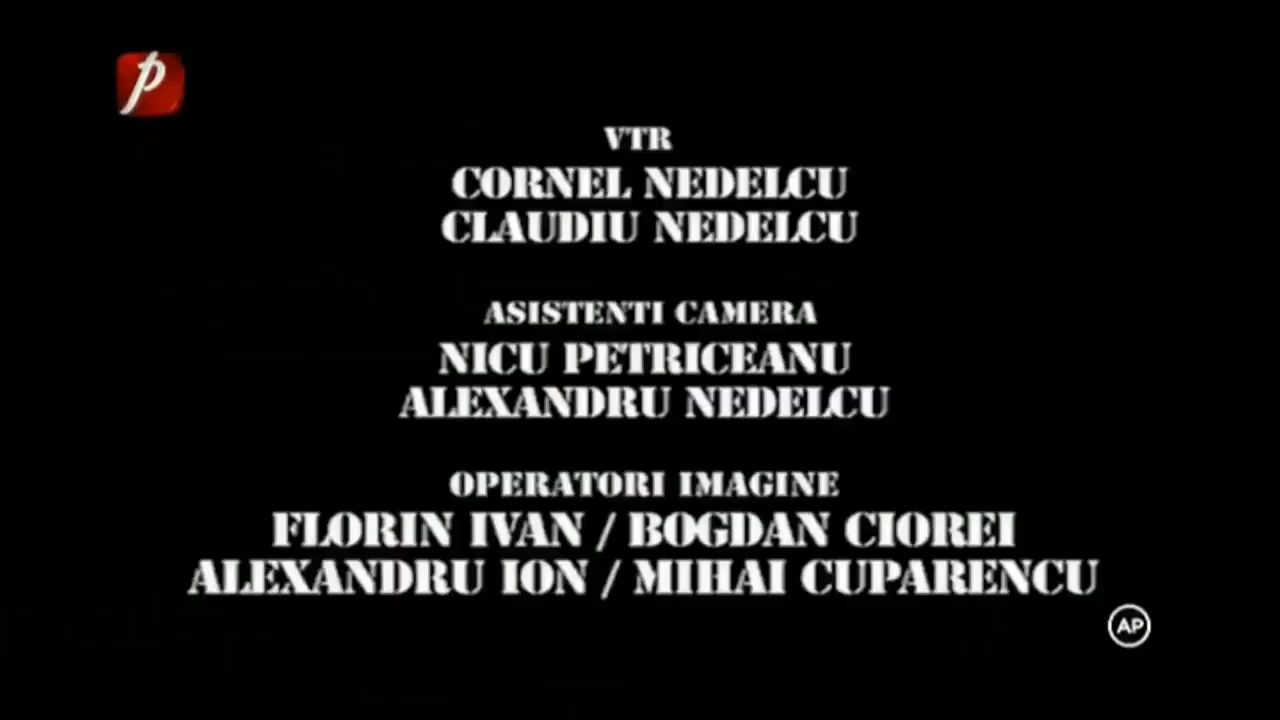 p
VTR
CORNEL NEDELCU
CLAUDIU NEDELCU
ASISTENTI CAMERA
NICU PETRICEANU
ALEXANDRU NEDELCU
OPERATORI IMAGINE
FLORIN IVAN / BOGDAN CIOREI
ALEXANDRU ION / MIHAI CUPARENCU
AP